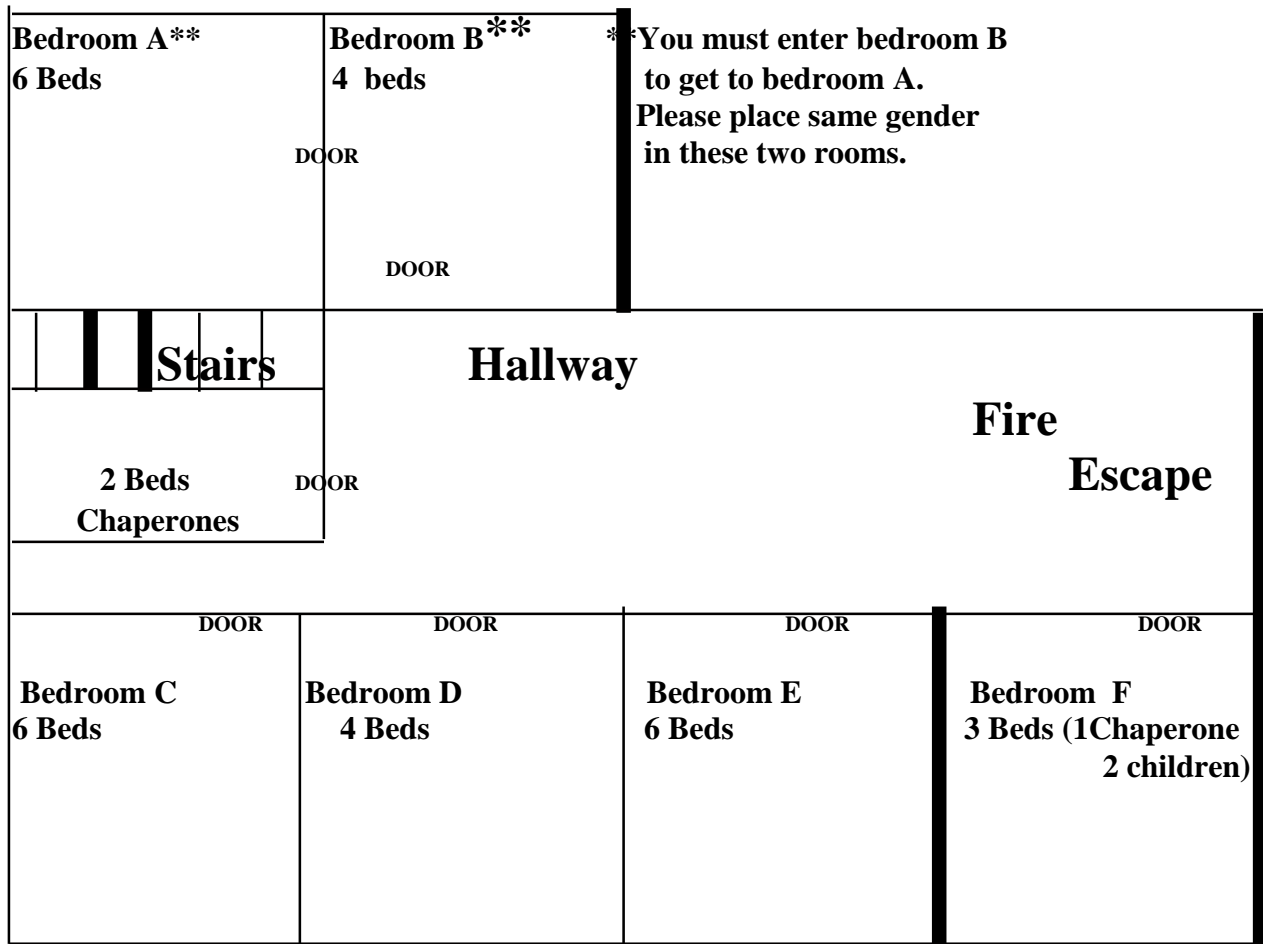 Bedroom A**
6 Beds
DOOR
Bedroom B**
4 beds
DOOR
**You must enter bedroom B
to get to bedroom A.
Please place same gender
in these two rooms.
Stairs
Hallway
Fire
Escape
2 Beds
Chaperones
DOOR
DOOR
Bedroom C
6 Beds
DOOR
Bedroom D
4 Beds
DOOR
Bedroom E
6 Beds
DOOR
Bedroom F
3 Beds (1Chaperone
2 children)